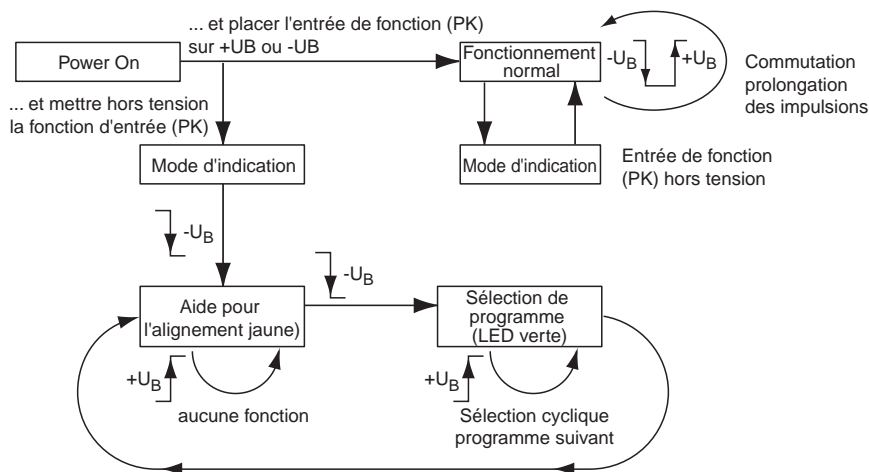 ... et placer l'entrée de fonction (PK)
sur +UB ou -UB
Power On
Fonctionnement
normal
-UB
+UB
Commutation
prolongation
des impulsions
... et mettre hors tension
la fonction d'entrée (PK)
Mode d'indication
Mode d'indication
Entrée de fonction
(PK) hors tension
-UB
-UB
Aide pour
l'alignement jaune)
Sélection de
programme
(LED verte)
+UB
aucune fonction
+UB
Sélection cyclique
programme suivant